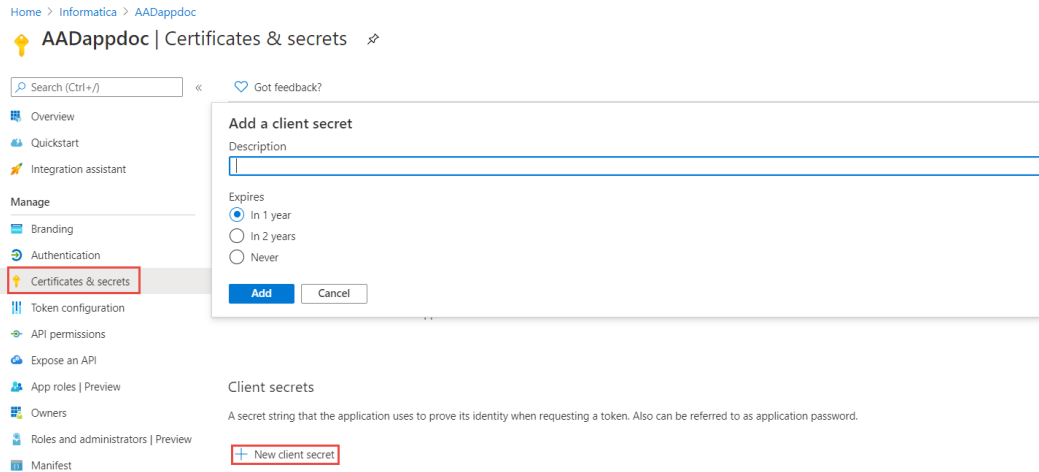 Home > Informatica > AADappdoc
AADappdoc | Certificates & secrets
Search (Ctrl+/)
«
Got feedback?
Overview
Quickstart
Integration assistant
Manage
Branding
Authentication
Certificates & secrets
Token configuration
API permissions
Expose an API
App roles | Preview
Owners
Roles and administrators | Preview
Manifest
Add a client secret
Description
Expires
In 1 year
In 2 years
Never
Add Cancel
Client secrets
A secret string that the application uses to prove its identity when requesting a token. Also can be referred to as application password.
New client secret